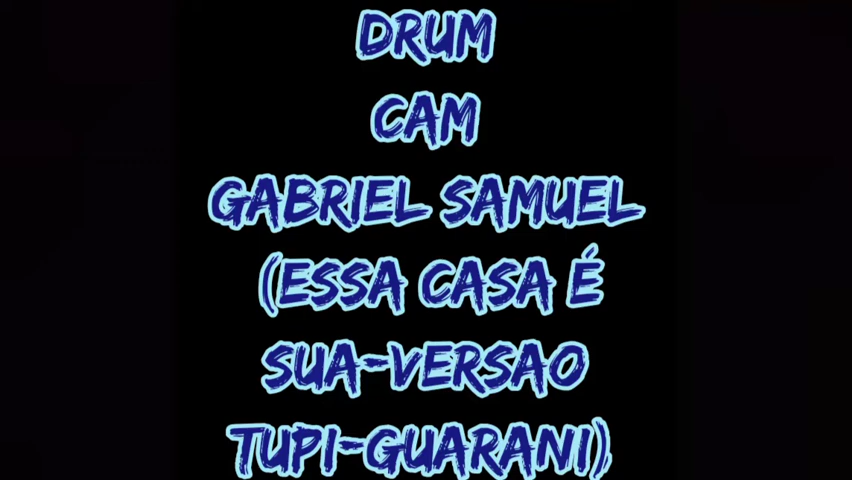 DRUM
CAM
GABRIEL SAMUEL
(ESSA CASA É
SUA-VERSAO
TUPI-GUARANI)